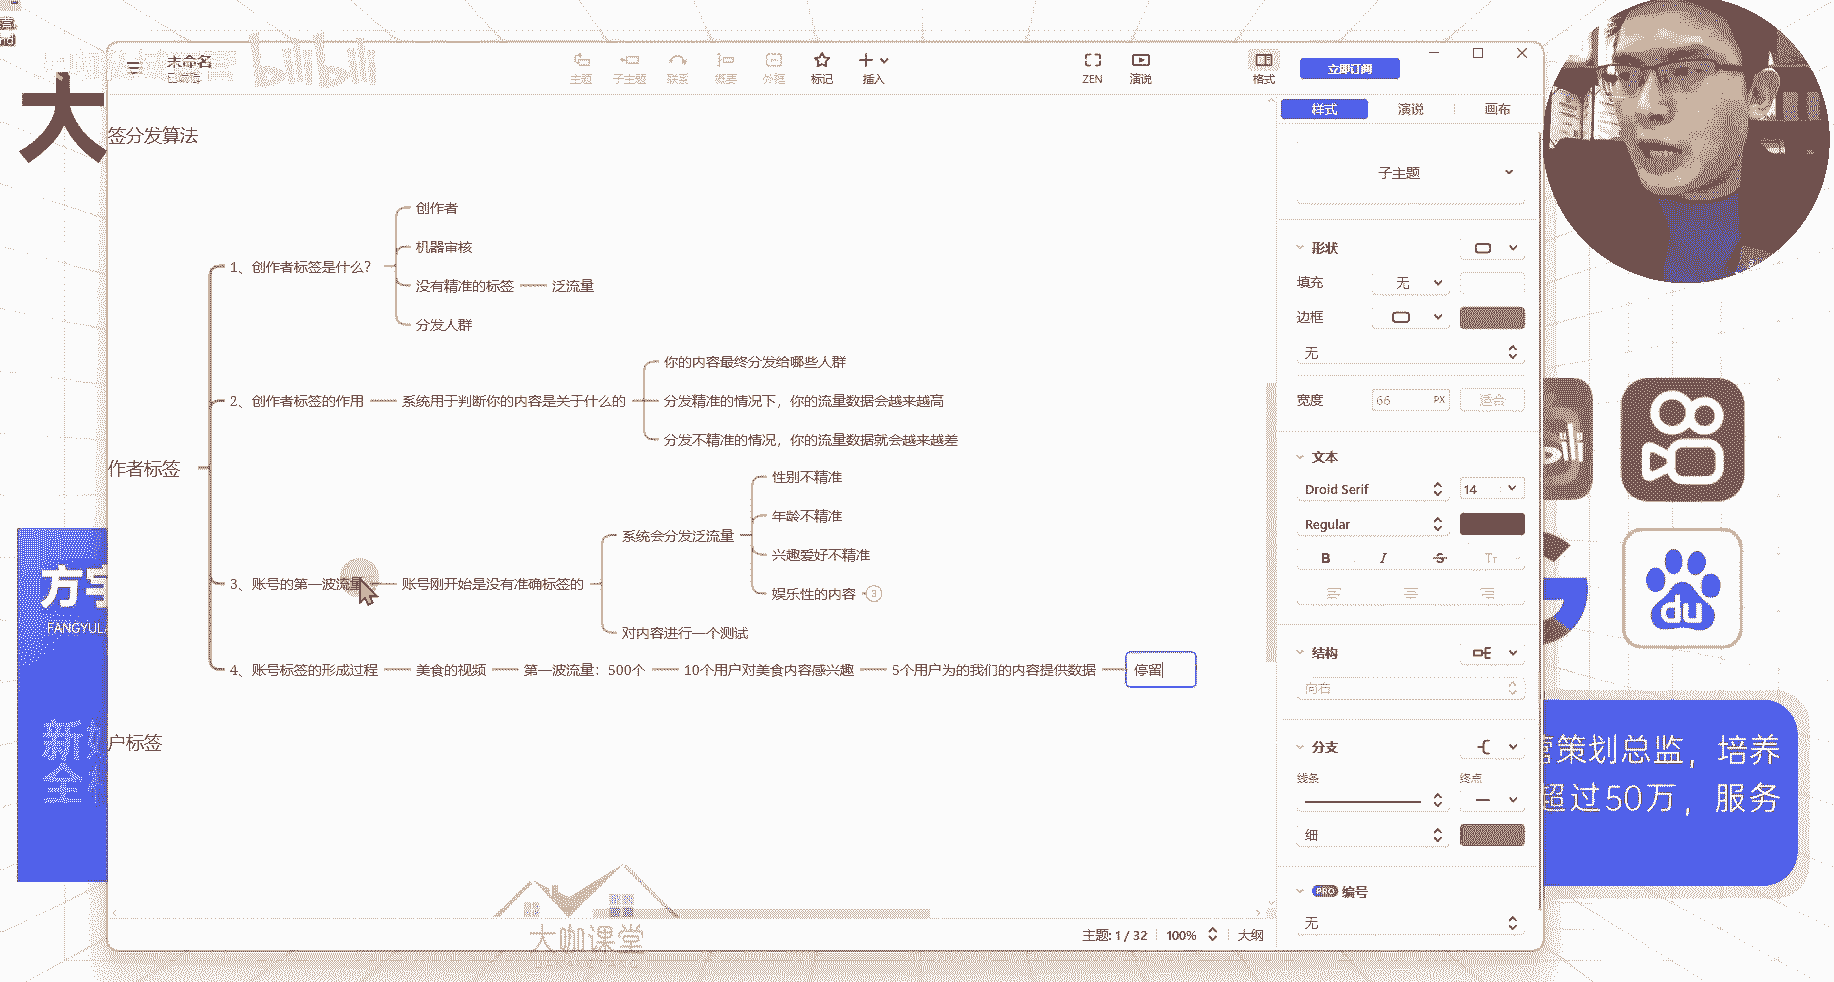 大
未命名
bilibili
主题
子主题
联系
概要
外框
标记
插入
ZEN
演说
格式
立即订阅
样式
演说
画布
签分发算法
作者标签
户标签
1、创作者标签是什么?
创作者
机器审核
没有精准的标签
泛流量
分发人群
2、创作者标签的作用
系统用于判断你的内容是关于什么的
你的内容最终分发给哪些人群
分发精准的情况下，你的流量数据会越来越高
分发不精准的情况，你的流量数据就会越来越差
3、账号的第一波流量
账号刚开始是没有准确标签的
系统会分发泛流量
性别不精准
年龄不精准
兴趣爱好不精准
娱乐性的内容
3
对内容进行一个测试
4、账号标签的形成过程
美食的视频
第一波流量：500个
10个用户对美食内容感兴趣
5个用户为的我们的内容提供数据
停留
子主题
形状
填充
无
边框
无
宽度
66
PX
适合
文本
Droid Serif
14
Regular
B
I
S
Tт
结构
向右
分支
线条
终点
细
PRO
编号
无
主题: 1 / 32
100%
大纲
大咖课堂
方宇
FANGYUL
新
全
du
营策划总监，培养
超过50万，服务